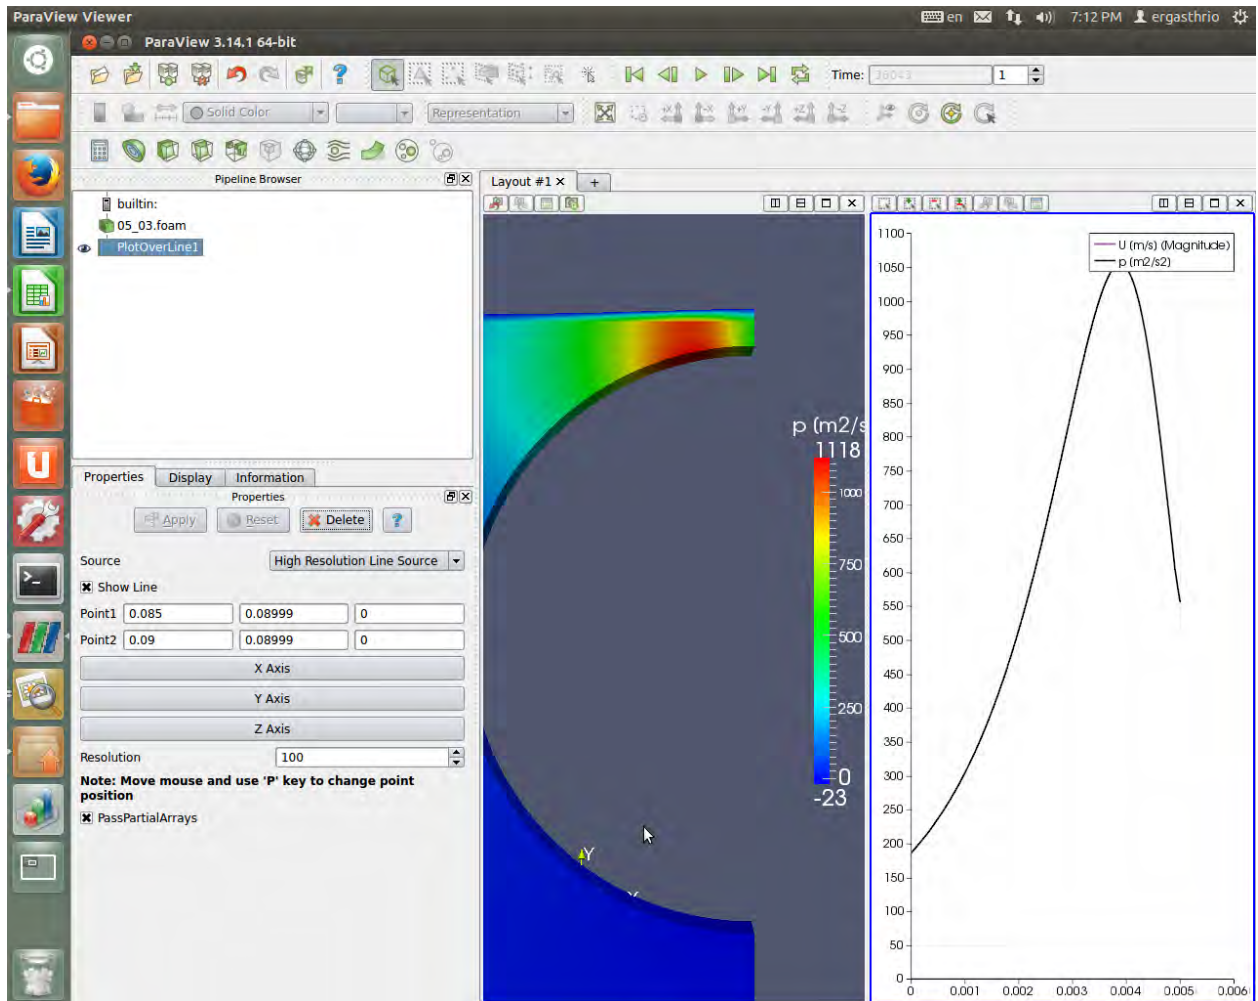 ParaView Viewer
en
7:12 PM
ergasthrio
ParaView 3.14.1 64-bit
?
Time:
1
Solid Color
Representation
+X
-X
+Y
-Y
+Z
-Z
Pipeline Browser
builtin:
05_03.foam
PlotOverLine1
Properties
Display
Information
Properties
Apply
Reset
Delete
?
Source
High Resolution Line Source
Show Line
Point1
0.085
0.08999
0
Point2
0.09
0.08999
0
X Axis
Y Axis
Z Axis
Resolution
100
Note: Move mouse and use 'P' key to change point
position
PassPartialArrays
Layout #1
+
p (m2/s
1118
1000
750
500
250
0
-23
Y
U (m/s) (Magnitude)
p (m2/s2)
1100
1050
1000
950
900
850
800
750
700
650
600
550
500
450
400
350
300
250
200
150
100
50
0
0
0.001
0.002
0.003
0.004
0.005
0.006